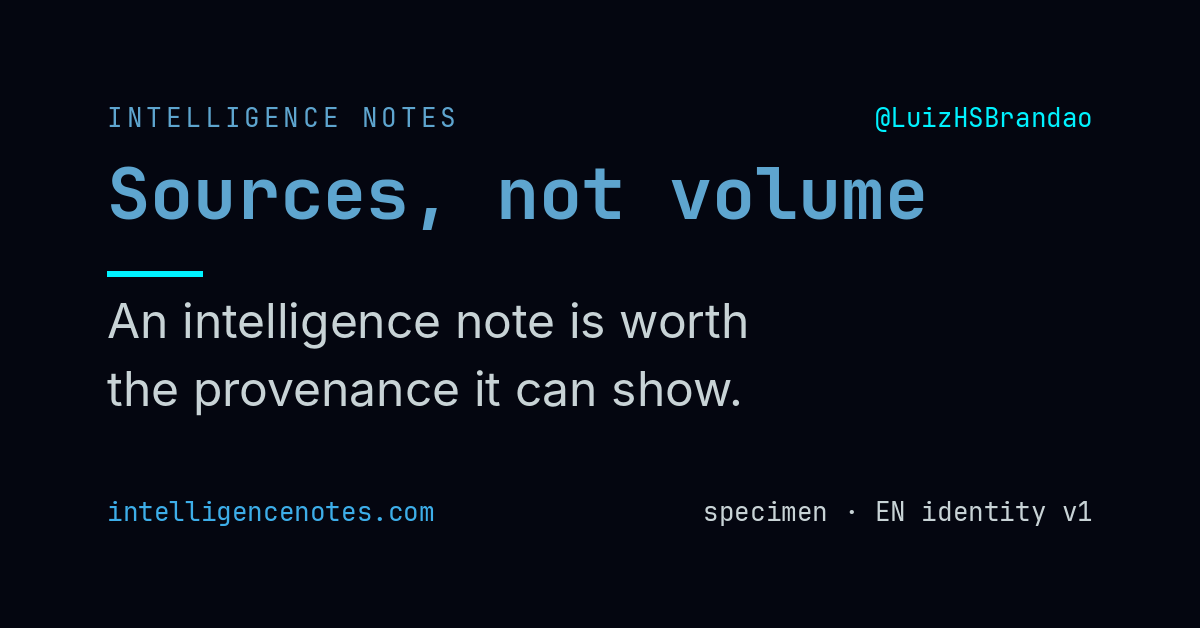 INTELLIGENCE NOTES
@LuizHSBrandao
Sources, not volume
An intelligence note is worth
the provenance it can show.
intelligencenotes.com
specimen · EN identity v1